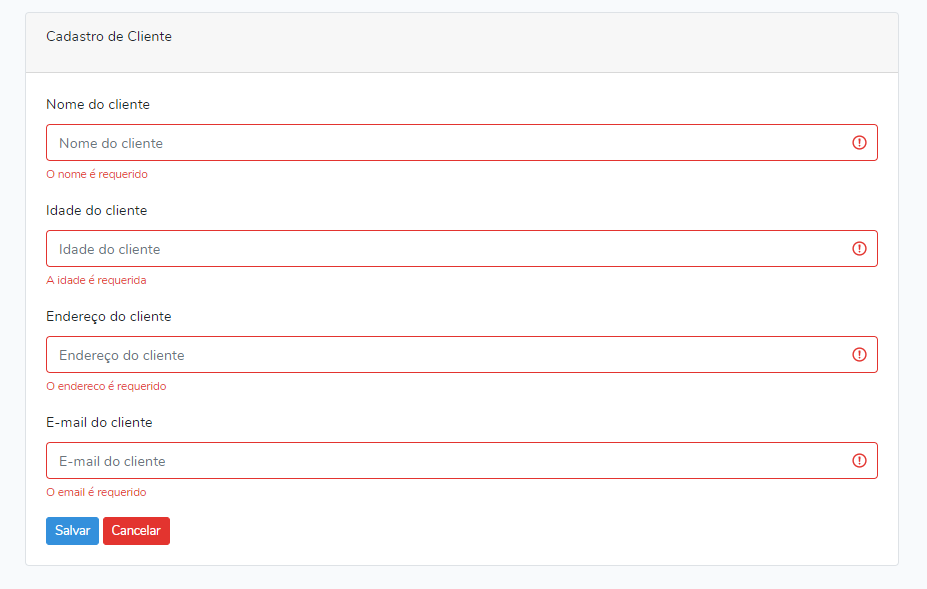 Cadastro de Cliente
Nome do cliente
Nome do cliente
O nome é requerido
Idade do cliente
Idade do cliente
A idade é requerida
Endereço do cliente
Endereço do cliente
O endereco é requerido
E-mail do cliente
E-mail do cliente
O email é requerido
Salvar Cancelar